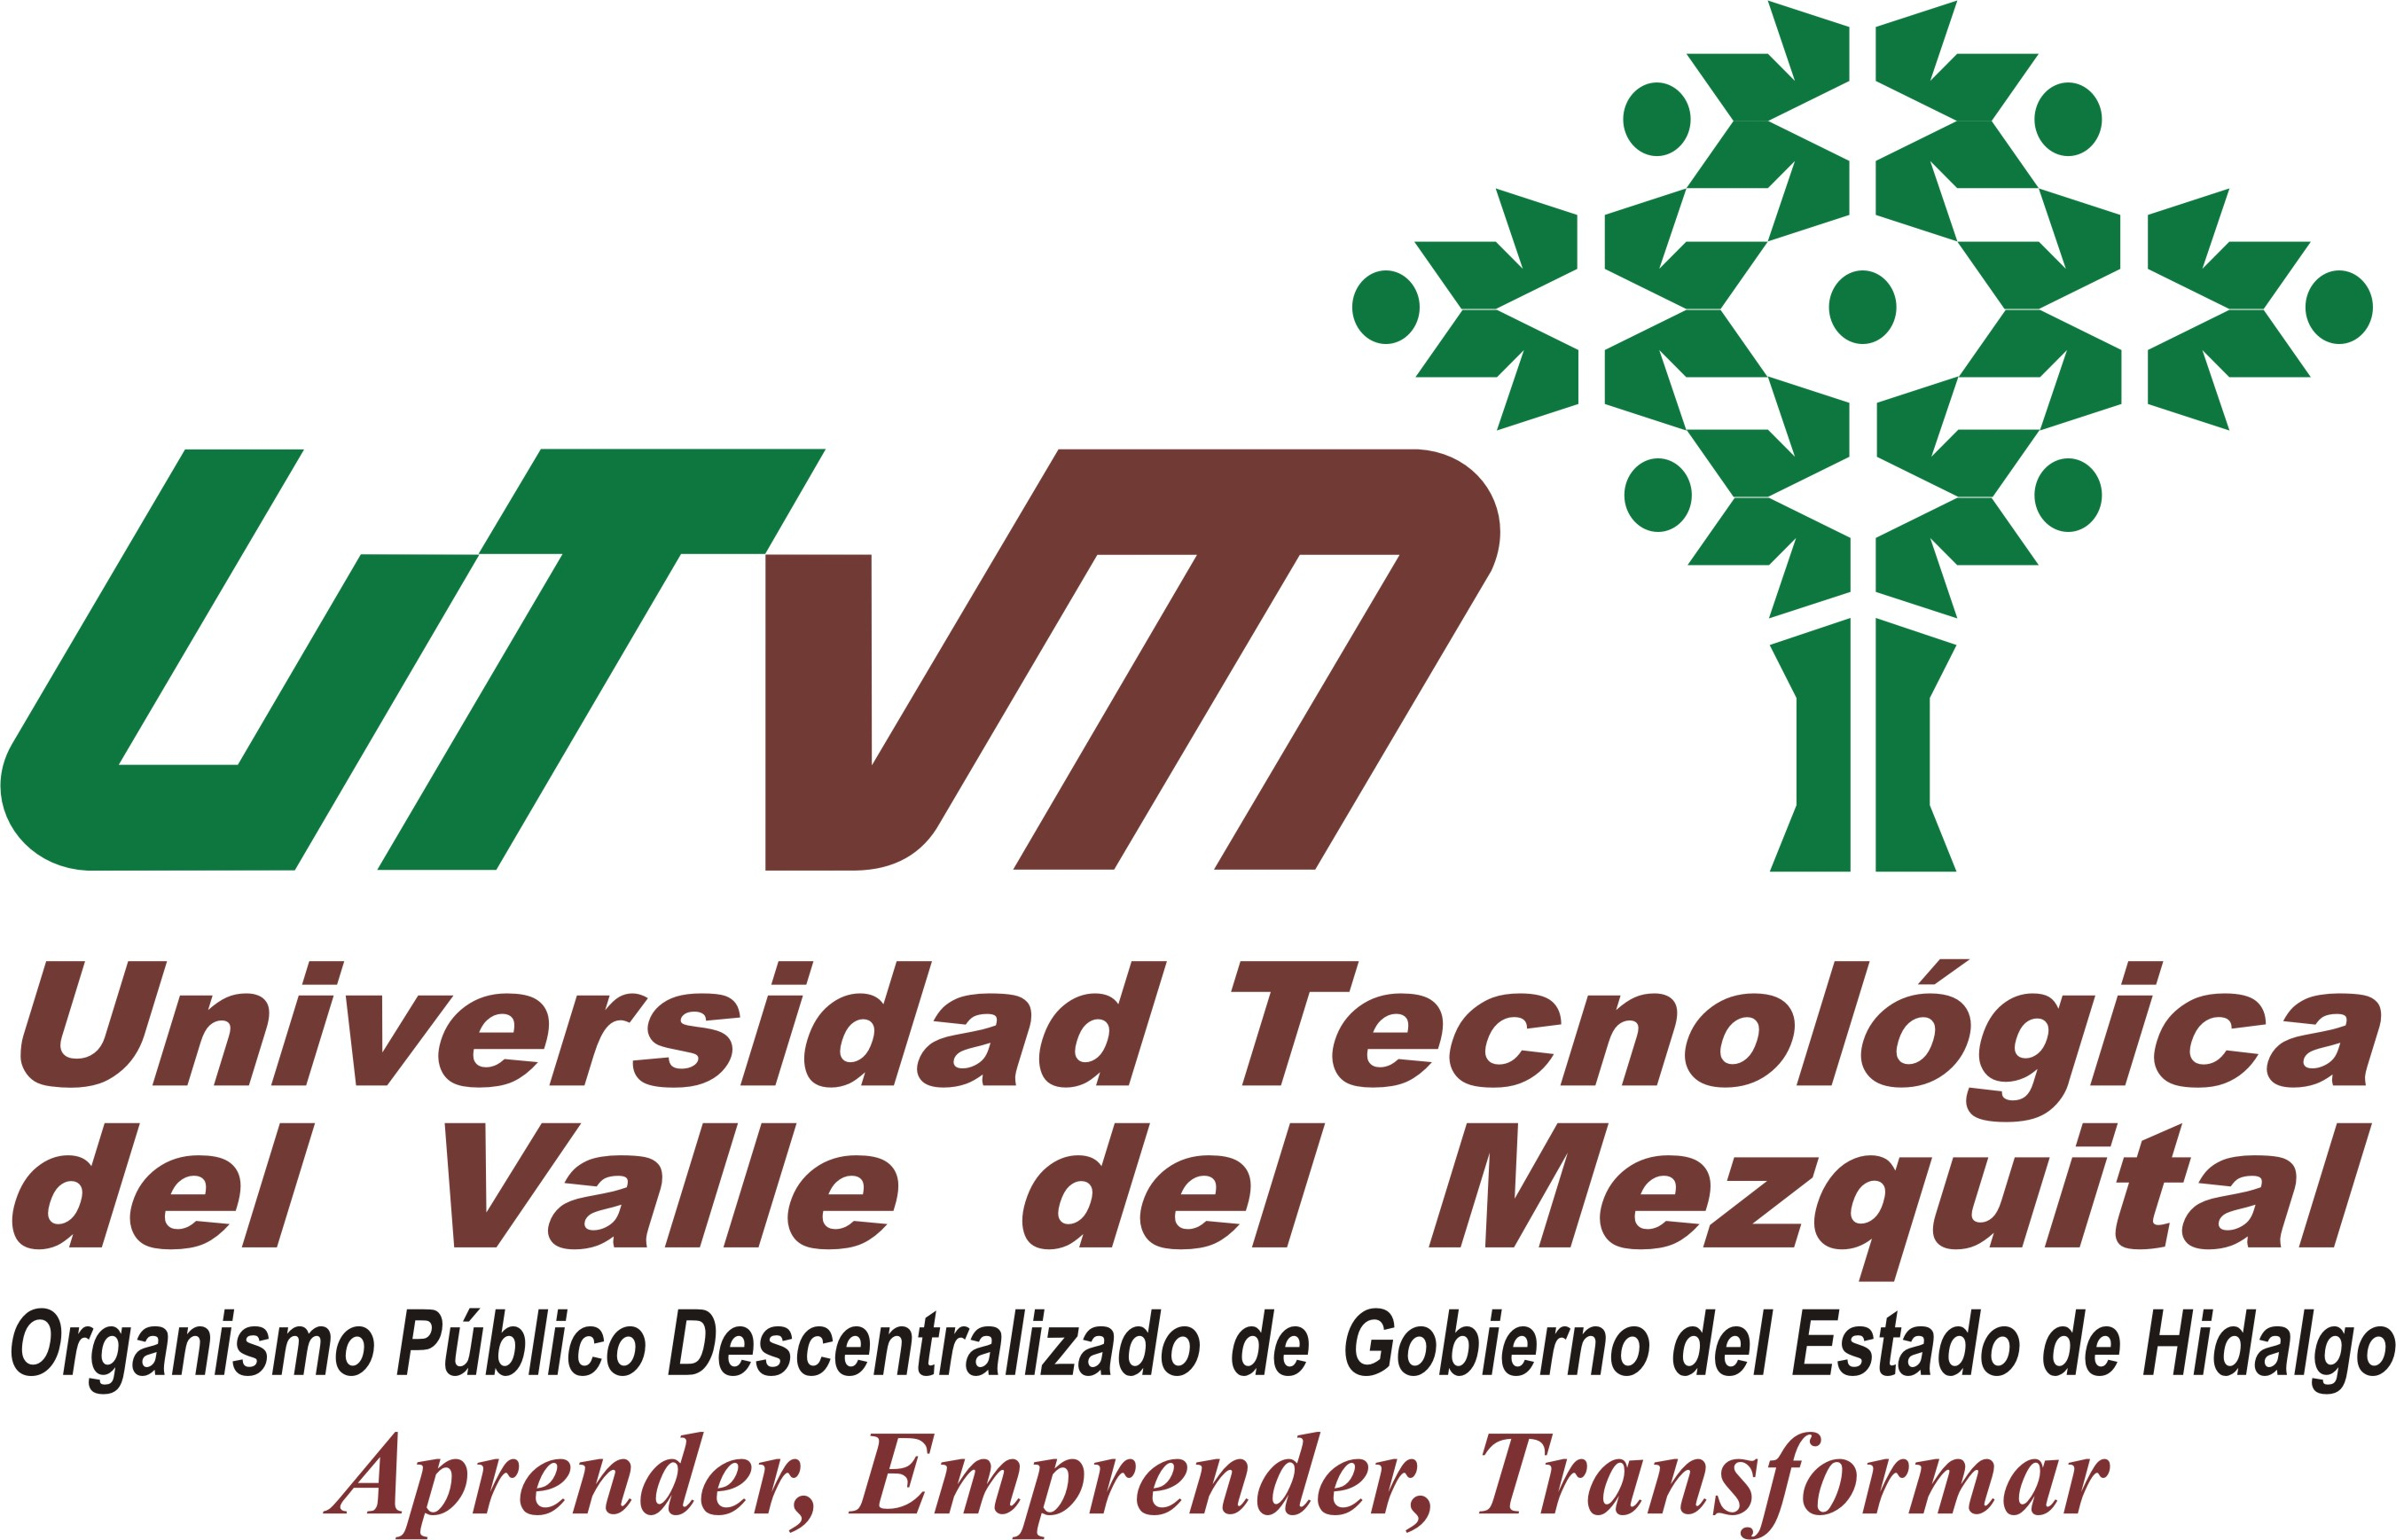 UTVM
Universidad Tecnológica
del Valle del Mezquital
Organismo Público Descentralizado de Gobierno del Estado de Hidalgo
Aprender, Emprender, Transformar